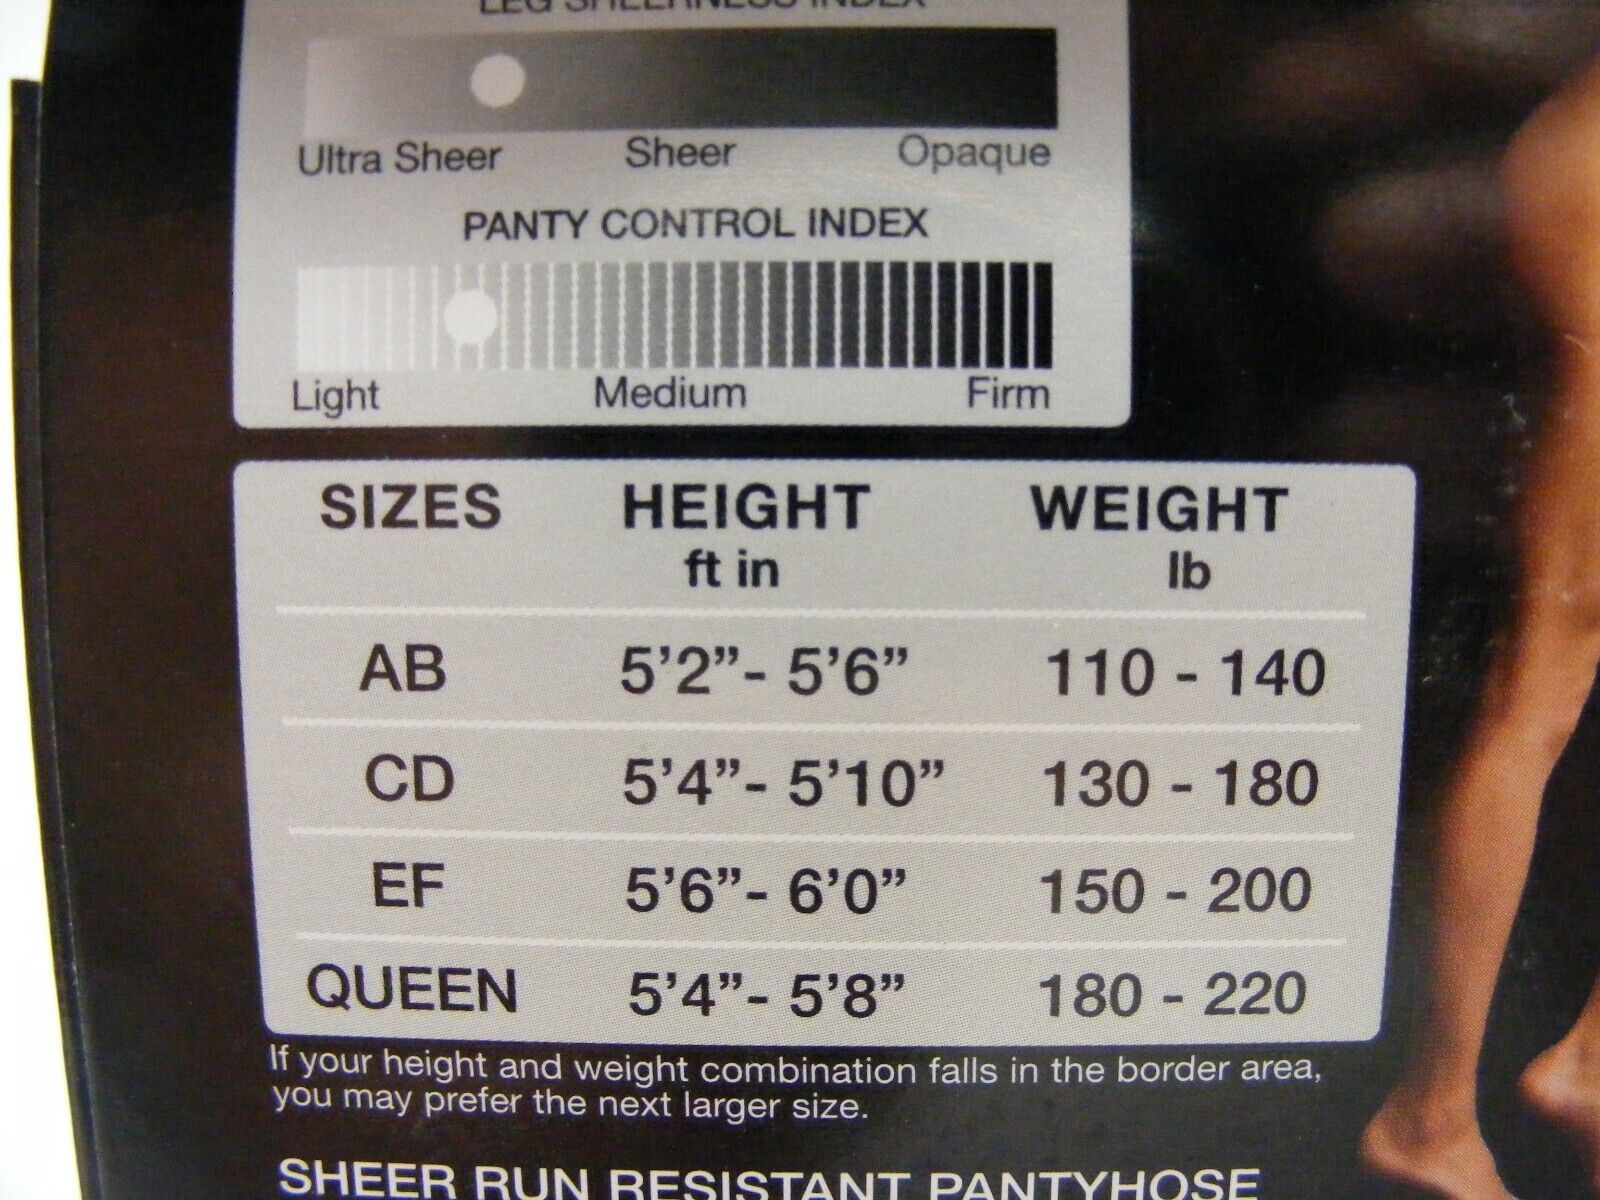 LEG SHEERNESS INDEX
Ultra Sheer Sheer Opaque
PANTY CONTROL INDEX
Light Medium Firm
SIZES HEIGHT WEIGHT
ft in lb
AB 5’2”- 5’6” 110 - 140
CD 5’4”- 5’10” 130 - 180
EF 5’6”- 6’0” 150 - 200
QUEEN 5’4”- 5’8” 180 - 220
If your height and weight combination falls in the border area,
you may prefer the next larger size.
SHEER RUN RESISTANT PANTYHOSE